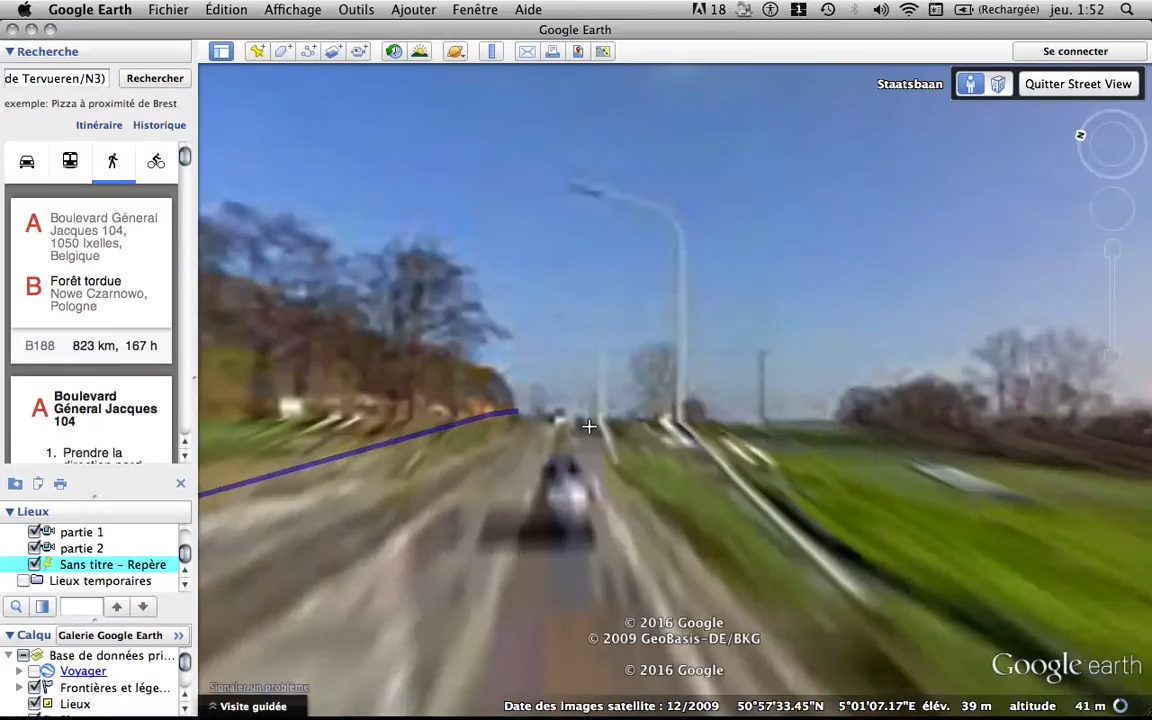 Google Earth Fichier Édition Affichage Outils Ajouter Fenêtre Aide 18 1 (Rechargée) jeu. 1:52
Google Earth
Recherche
de Tervueren/N3) Rechercher
exemple: Pizza à proximité de Brest
Itinéraire Historique
Se connecter
Staatsbaan Quitter Street View
N
A Boulevard Géneral
Jacques 104,
1050 Ixelles,
Belgique
B Forêt tordue
Nowe Czarnowo,
Pologne
B188 823 km, 167 h
A Boulevard
Géneral Jacques
104
1. Prendre la
Lieux
partie 1
partie 2
Sans titre – Repère
Lieux temporaires
Calqu Galerie Google Earth >>
Base de données pri...
Voyager
Frontières et lége...
Lieux
© 2016 Google
© 2009 GeoBasis-DE/BKG
© 2016 Google
Google earth
Signaler un problème
Visite guidée
Date des images satellite : 12/2009 50°57'33.45"N 5°01'07.17"E élév. 39 m altitude 41 m